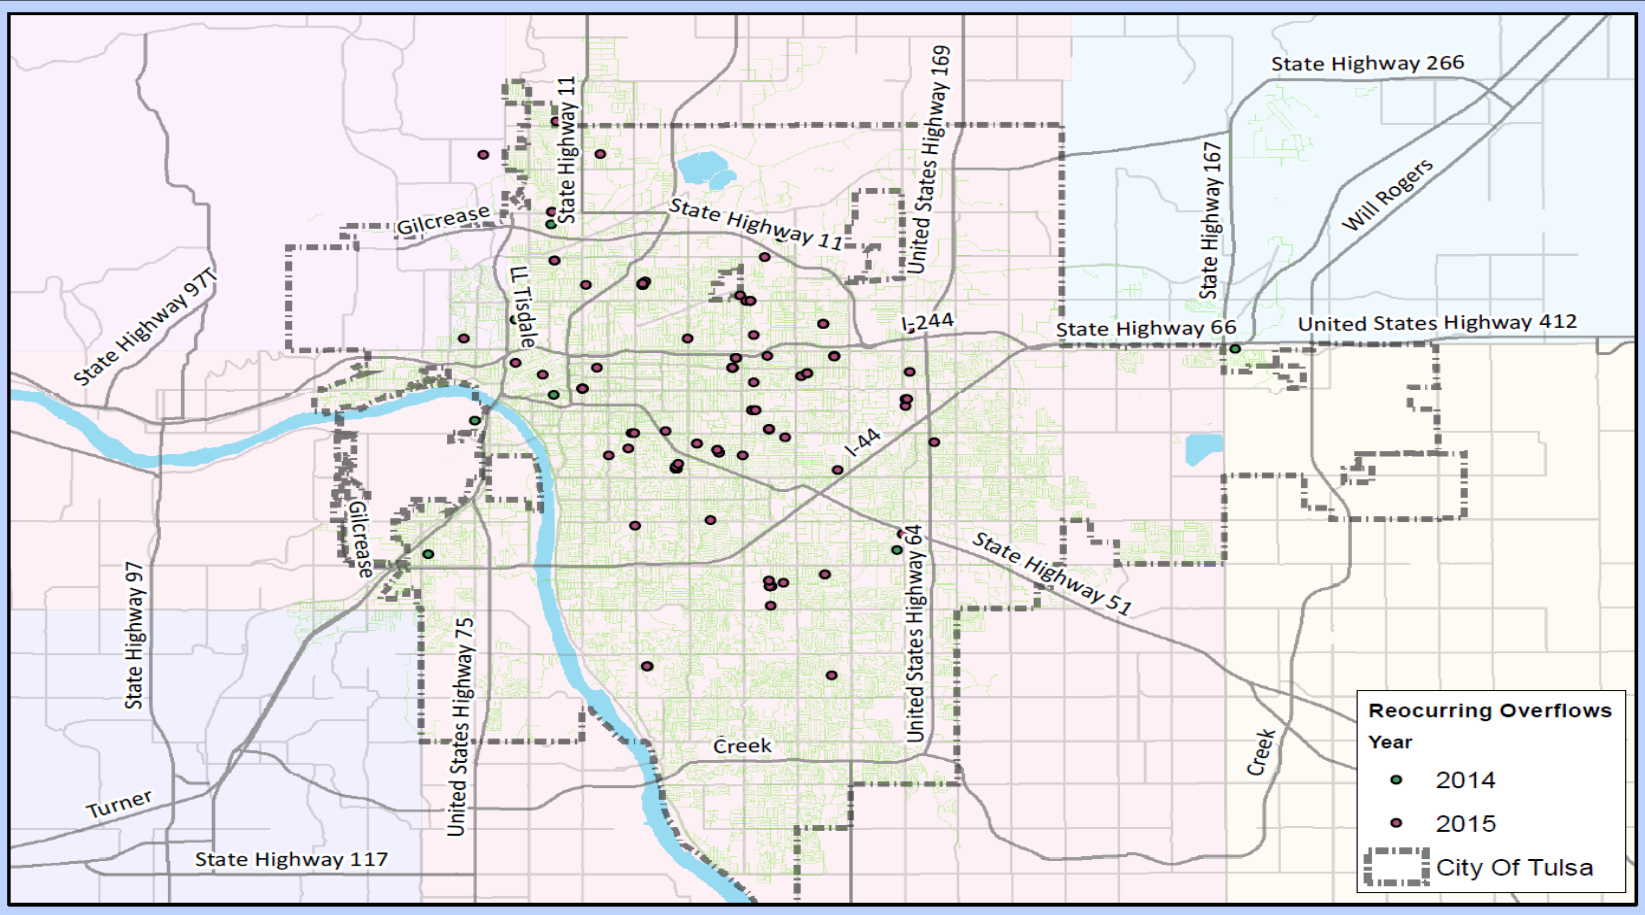 State Highway 266
United States Highway 169
State Highway 11
State Highway 167
Will Rogers
Gilcrease
State Highway 11
LL Tisdale
State Highway 97T
I-244
State Highway 66
United States Highway 412
I-44
Gilcrease
United States Highway 64
State Highway 51
State Highway 97
United States Highway 75
Creek
Creek
Turner
State Highway 117
Reocurring Overflows
Year
2014
2015
City Of Tulsa